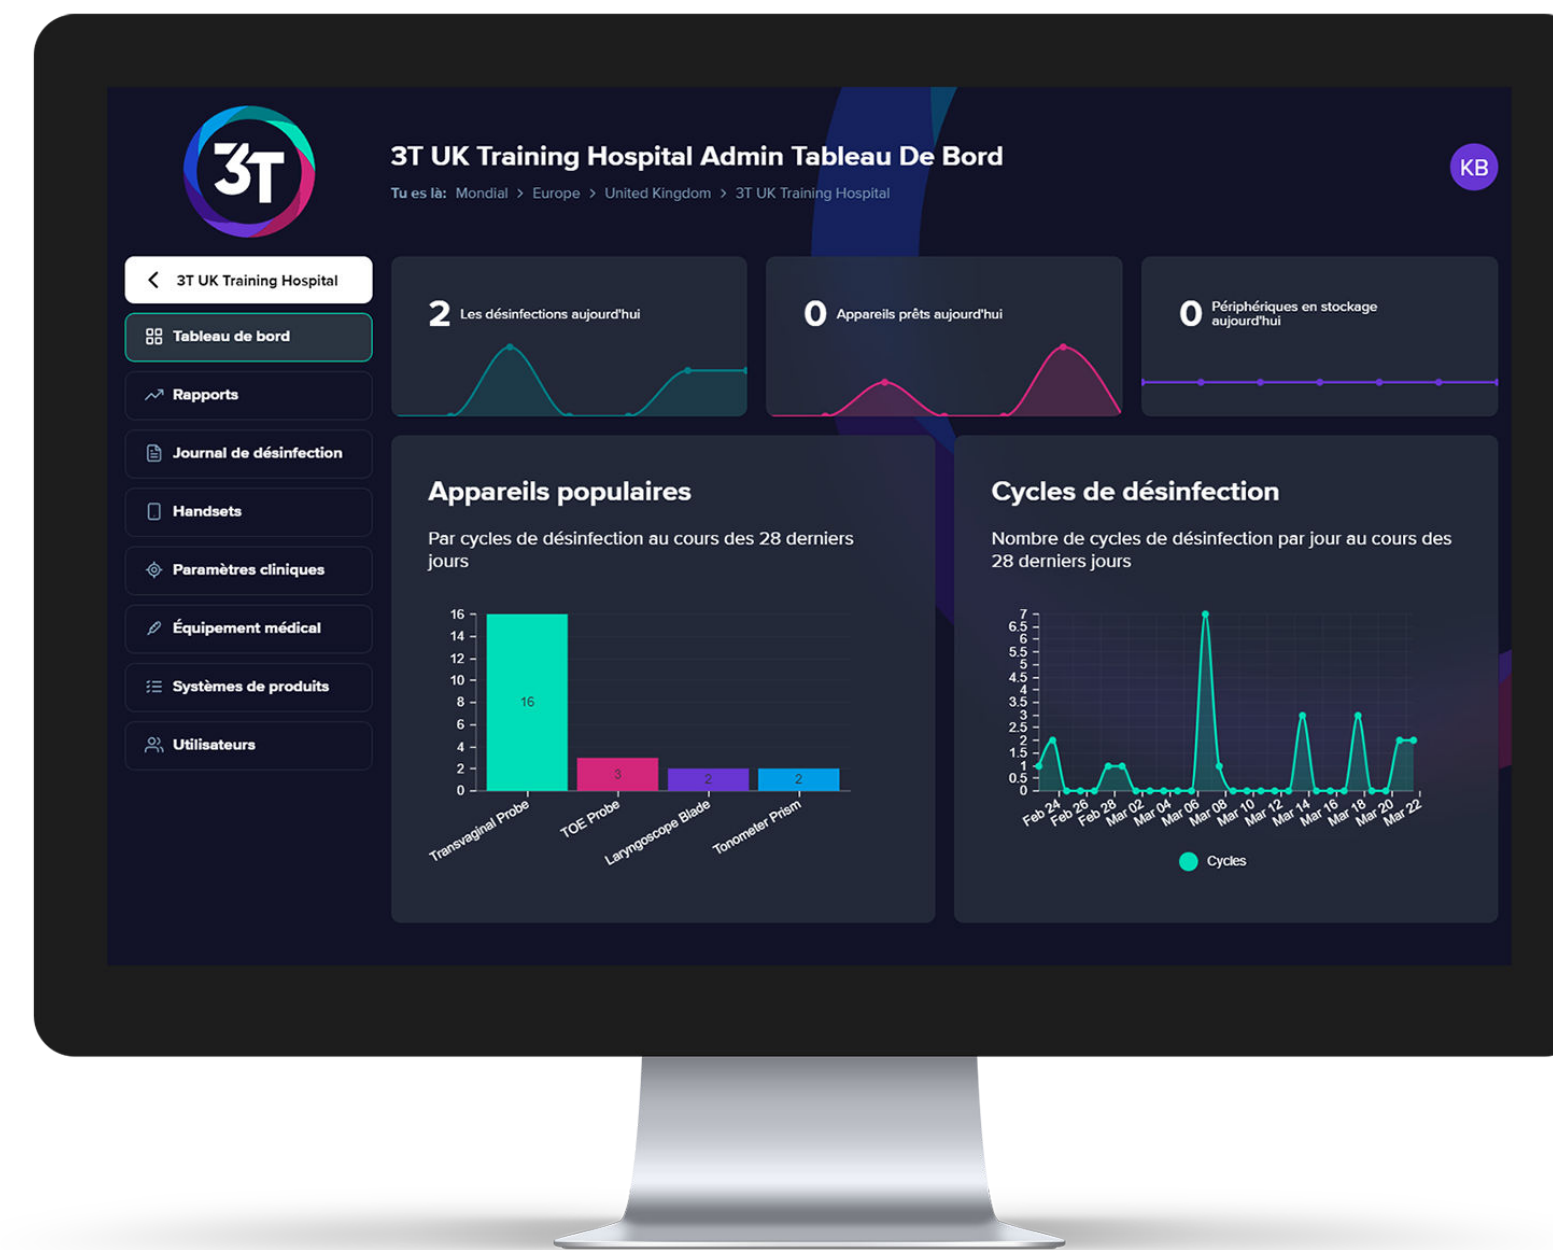 3T
3T UK Training Hospital Admin Tableau De Bord
Tu es là: Mondial > Europe > United Kingdom > 3T UK Training Hospital
KB
3T UK Training Hospital
Tableau de bord
Rapports
Journal de désinfection
Handsets
Paramètres cliniques
Équipement médical
Systèmes de produits
Utilisateurs
2 Les désinfections aujourd'hui
0 Appareils prêts aujourd'hui
0 Périphériques en stockage
aujourd'hui
Appareils populaires
Par cycles de désinfection au cours des 28 derniers
jours
16
14
12
10
8
6
4
2
0
16
3
2
2
Transvaginal Probe
TOE Probe
Laryngoscope Blade
Tonometer Prism
Cycles de désinfection
Nombre de cycles de désinfection par jour au cours des
28 derniers jours
7
6.5
6
5.5
5
4.5
4
3.5
3
2.5
2
1.5
1
0.5
0
Feb 24
Feb 26
Feb 28
Mar 02
Mar 04
Mar 06
Mar 08
Mar 10
Mar 12
Mar 14
Mar 16
Mar 18
Mar 20
Mar 22
Cycles